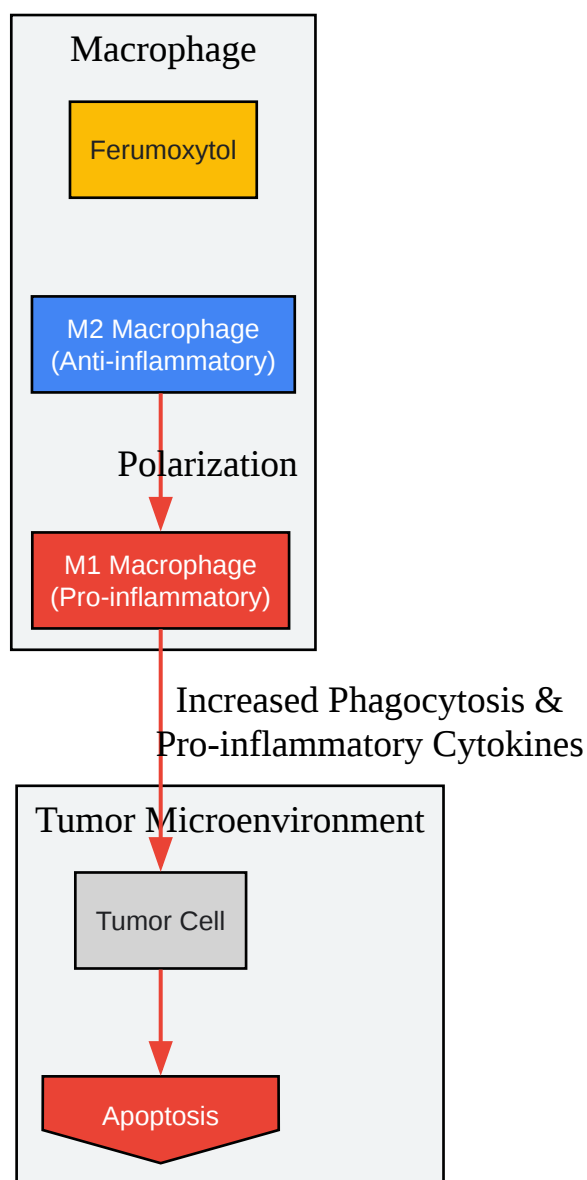 Macrophage
Ferumoxytol
M2 Macrophage
(Anti-inflammatory)
Polarization
M1 Macrophage
(Pro-inflammatory)
Increased Phagocytosis &
Pro-inflammatory Cytokines
Tumor Microenvironment
Tumor Cell
Apoptosis